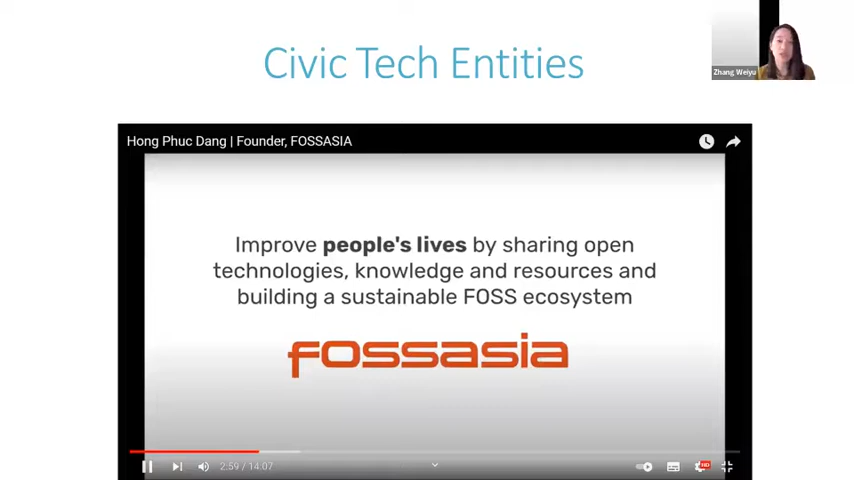 Civic Tech Entities
Zhang Weiyu
Hong Phuc Dang | Founder, FOSSASIA
Improve people's lives by sharing open
technologies, knowledge and resources and
building a sustainable FOSS ecosystem
fossasia
2:59 / 14:07
HD